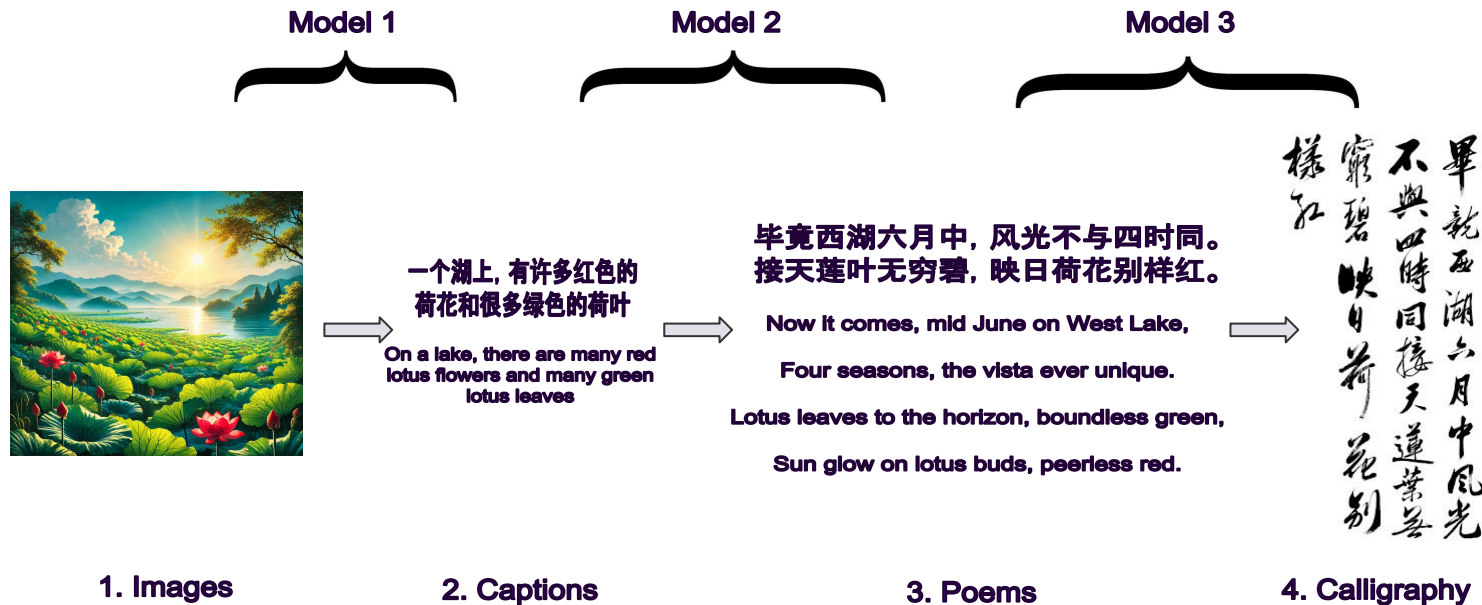 Model 1
Model 2
Model 3
一个湖上, 有许多红色的
荷花和很多绿色的荷叶
On a lake, there are many red
lotus flowers and many green
lotus leaves
毕竟西湖六月中, 风光不与四时同。
接天莲叶无穷碧, 映日荷花别样红。
Now it comes, mid June on West Lake,
Four seasons, the vista ever unique.
Lotus leaves to the horizon, boundless green,
Sun glow on lotus buds, peerless red.
畢竟西湖六月中風光
不與四時同接天蓮葉無
窮碧映日荷花别
樣紅
1. Images
2. Captions
3. Poems
4. Calligraphy